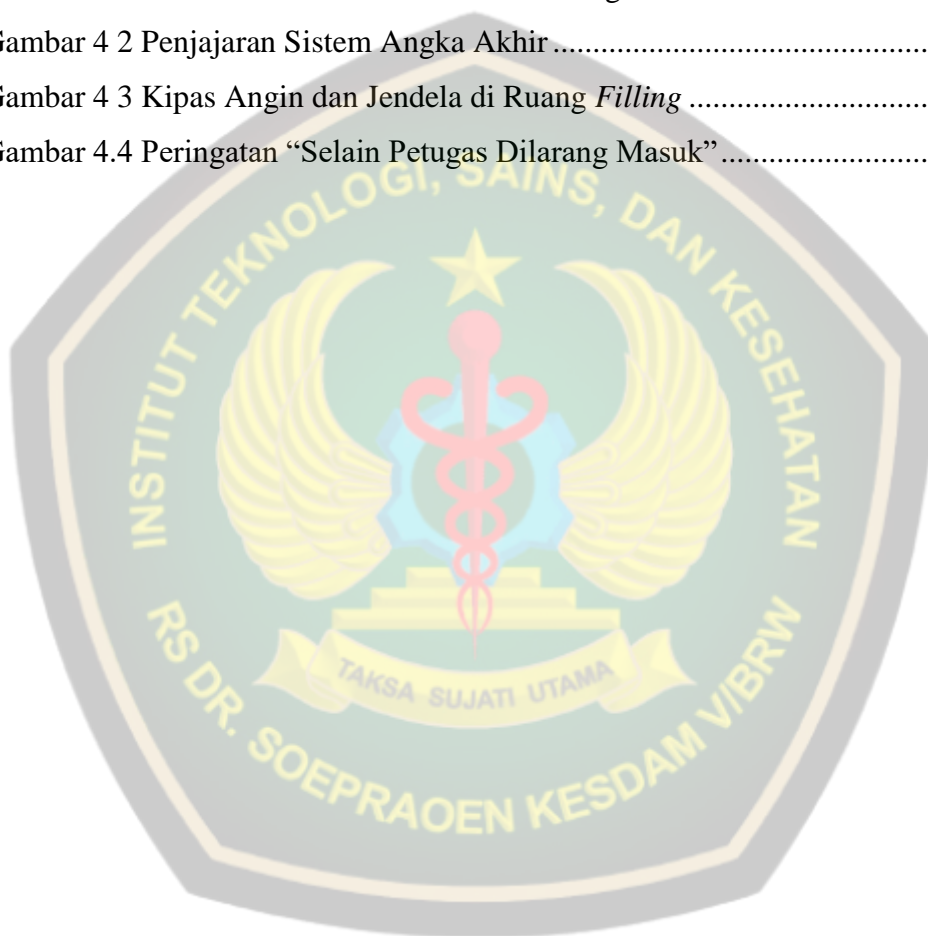 Gambar 4 2 Penjajaran Sistem Angka Akhir ...............................................
Gambar 4 3 Kipas Angin dan Jendela di Ruang Filling ..............................
Gambar 4.4 Peringatan “Selain Petugas Dilarang Masuk” ..........................
INSTITUT TEKNOLOGI, SAINS, DAN KESEHATAN
TAKSA SUJATI UTAMA
RS DR. SOEPRAOEN KESDAM V/BRW